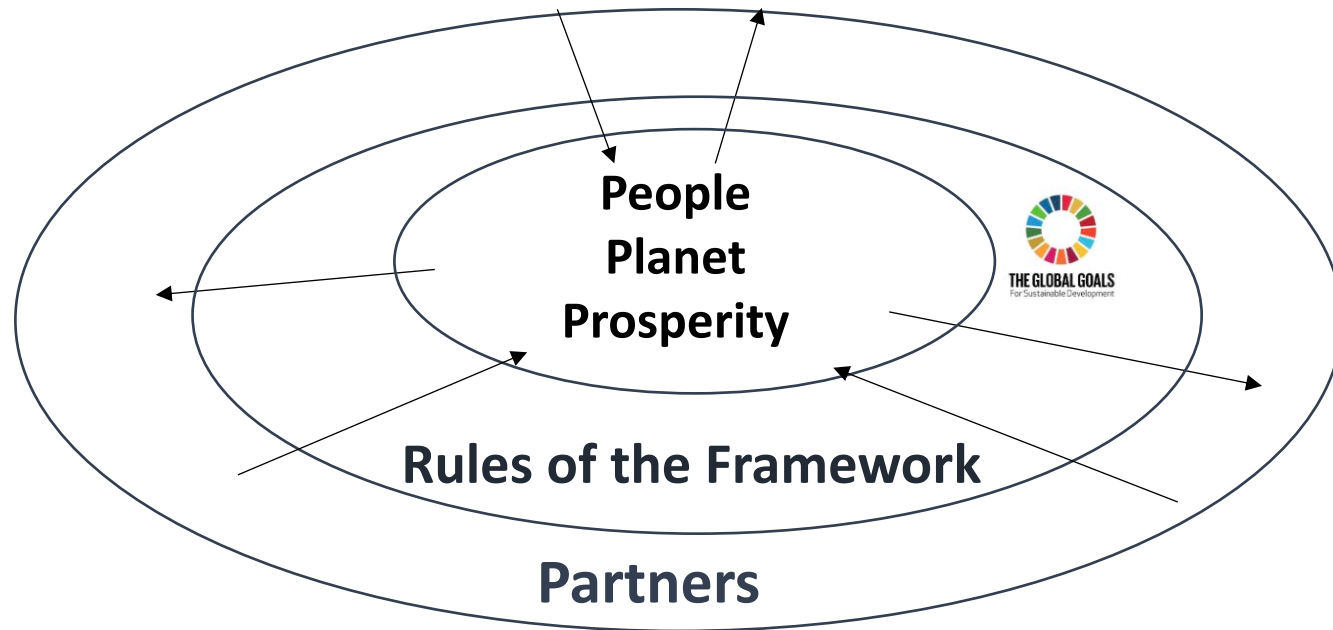 People
Planet
Prosperity
THE GLOBAL GOALS
For Sustainable Development
Rules of the Framework
Partners